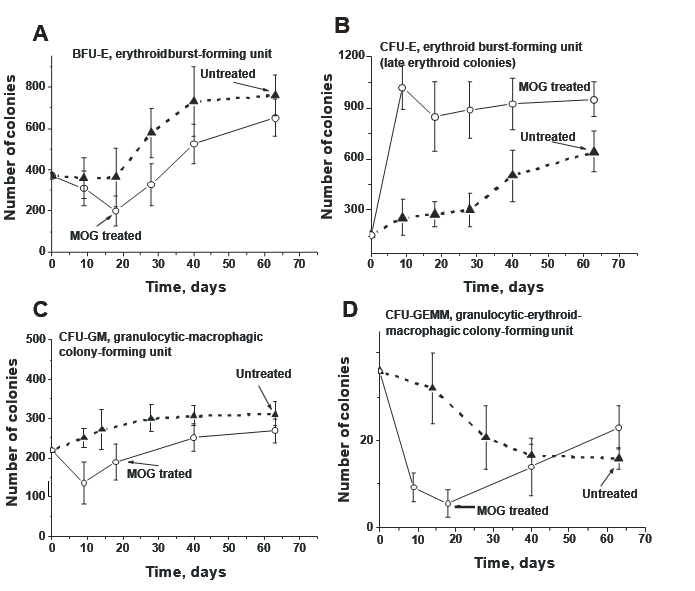 A
BFU-E, erythroidburst-forming unit
Untreated
MOG treated
Number of colonies
800
600
400
200
0
0 10 20 30 40 50 60 70
Time, days
B
CFU-E, erythroid burst-forming unit
(late erythroid colonies)
MOG treated
Untreated
Number of colonies
1200
900
600
300
0 10 20 30 40 50 60 70
Time, days
C
CFU-GM, granulocytic-macrophagic
colony-forming unit
Untreated
MOG trated
Number of colonies
500
400
300
200
100
0
0 10 20 30 40 50 60 70
Time, days
D
CFU-GEMM, granulocytic-erythroid-
macrophagic colony-forming unit
MOG treated
Untreated
Number of colonies
20
0
0 10 20 30 40 50 60 70
Time, days